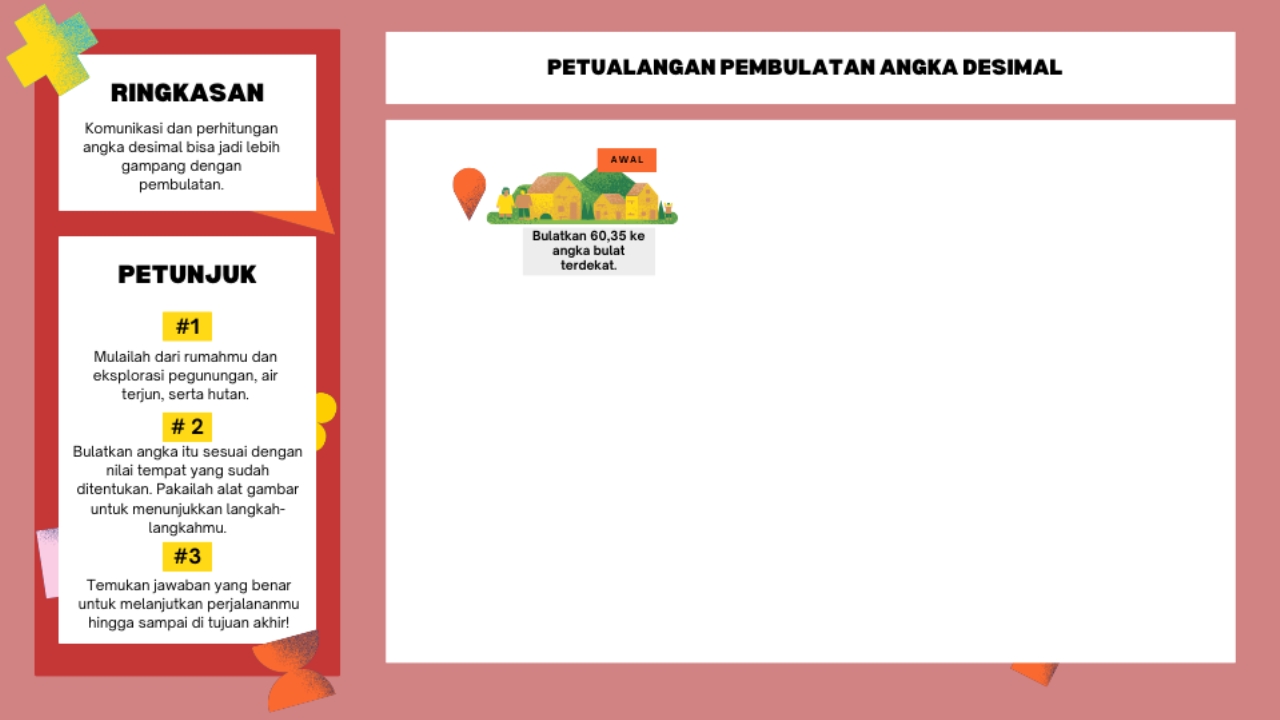 RINGKASAN
Komunikasi dan perhitungan
angka desimal bisa jadi lebih
gampang dengan
pembulatan.
PETUNJUK
#1
Mulailah dari rumahmu dan
eksplorasi pegunungan, air
terjun, serta hutan.
# 2
Bulatkan angka itu sesuai dengan
nilai tempat yang sudah
ditentukan. Pakailah alat gambar
untuk menunjukkan langkah-
langkahmu.
#3
Temukan jawaban yang benar
untuk melanjutkan perjalananmu
hingga sampai di tujuan akhir!
PETUALANGAN PEMBULATAN ANGKA DESIMAL
AWAL
Bulatkan 60,35 ke
angka bulat
terdekat.